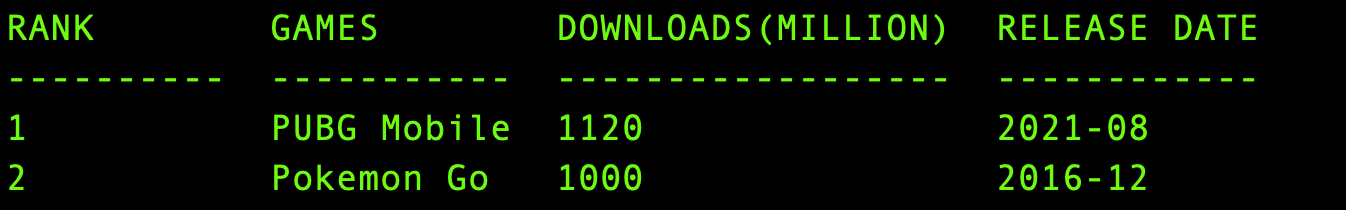 RANK        GAMES        DOWNLOADS(MILLION)  RELEASE DATE
----------  -----------  ------------------  ------------
1           PUBG Mobile  1120                2021-08
2           Pokemon Go   1000                2016-12